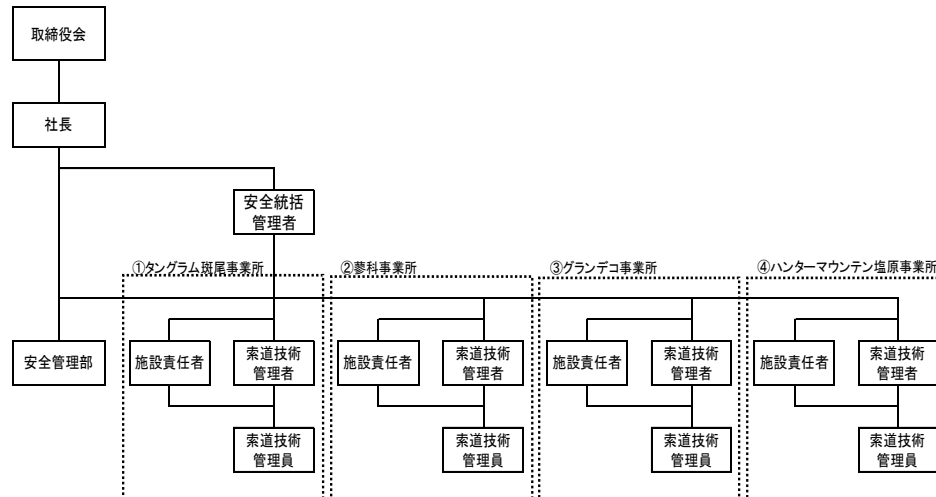 取締役会
社長
安全統括
管理者
①タングラム斑尾事業所
②蓼科事業所
③グランデコ事業所
④ハンターマウンテン塩原事業所
安全管理部
施設責任者
索道技術
管理者
施設責任者
索道技術
管理者
施設責任者
索道技術
管理者
施設責任者
索道技術
管理者
索道技術
管理員
索道技術
管理員
索道技術
管理員
索道技術
管理員